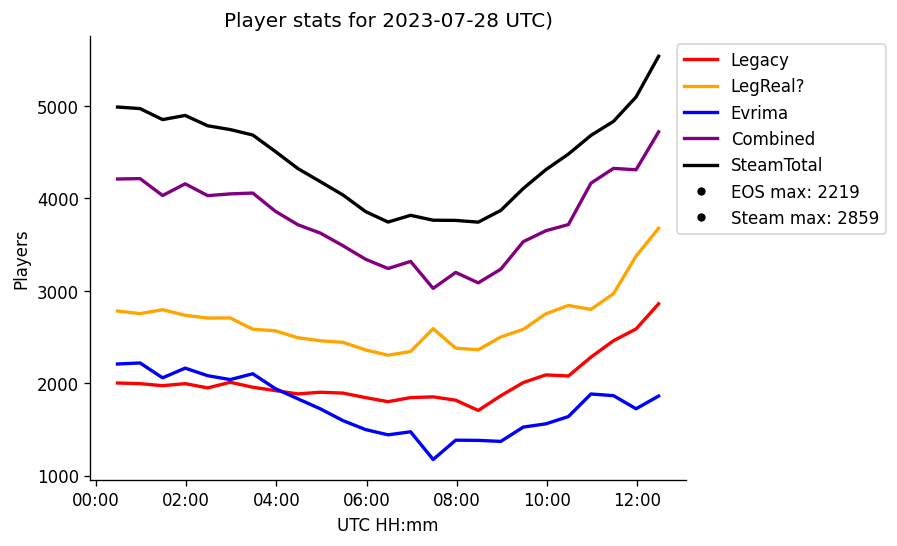 Player stats for 2023-07-28 UTC)
Legacy
LegReal?
Evrima
Combined
SteamTotal
EOS max: 2219
Steam max: 2859
Players
5000
4000
3000
2000
1000
00:00 02:00 04:00 06:00 08:00 10:00 12:00
UTC HH:mm